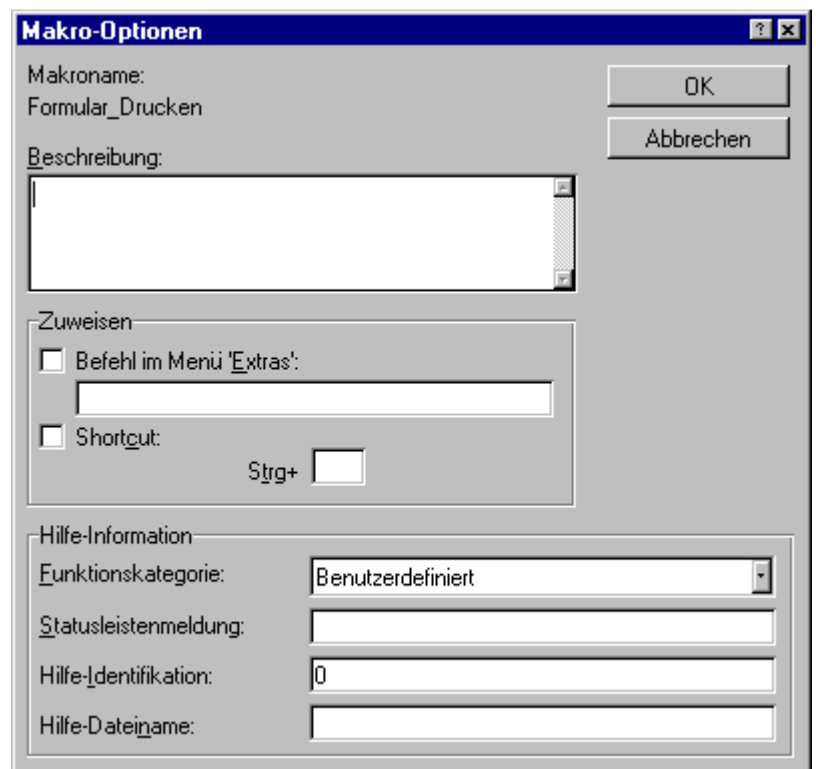 Makro-Optionen
Makroname:
Formular_Drucken
OK
Abbrechen
Beschreibung:
Zuweisen
Befehl im Menü 'Extras':
Shortcut:
Strg+
Hilfe-Information
Funktionskategorie: Benutzerdefiniert
Statusleistenmeldung:
Hilfe-Identifikation: 0
Hilfe-Dateiname: